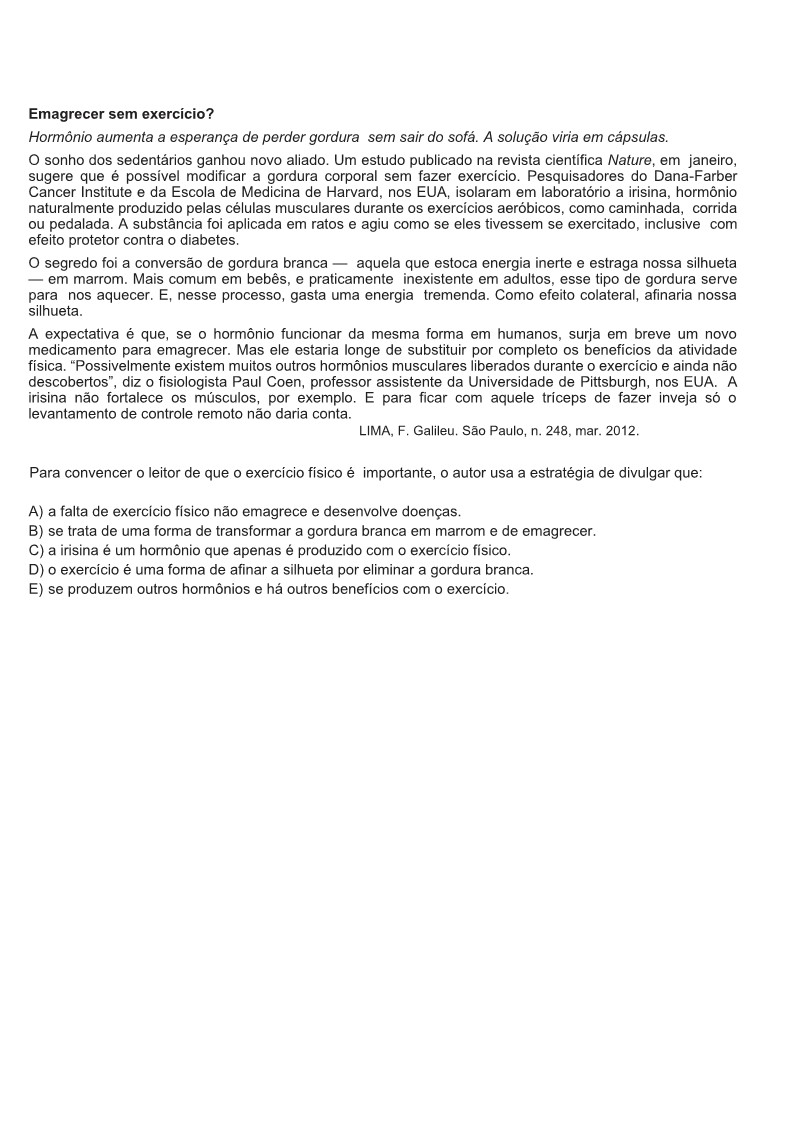 Emagrecer sem exercício?
Hormônio aumenta a esperança de perder gordura sem sair do sofá. A solução viria em cápsulas.
O sonho dos sedentários ganhou novo aliado. Um estudo publicado na revista científica Nature, em janeiro,
sugere que é possível modificar a gordura corporal sem fazer exercício. Pesquisadores do Dana-Farber
Cancer Institute e da Escola de Medicina de Harvard, nos EUA, isolaram em laboratório a irisina, hormônio
naturalmente produzido pelas células musculares durante os exercícios aeróbicos, como caminhada, corrida
ou pedalada. A substância foi aplicada em ratos e agiu como se eles tivessem se exercitado, inclusive com
efeito protetor contra o diabetes.
O segredo foi a conversão de gordura branca — aquela que estoca energia inerte e estraga nossa silhueta
— em marrom. Mais comum em bebês, e praticamente inexistente em adultos, esse tipo de gordura serve
para nos aquecer. E, nesse processo, gasta uma energia tremenda. Como efeito colateral, afinaria nossa
silhueta.
A expectativa é que, se o hormônio funcionar da mesma forma em humanos, surja em breve um novo
medicamento para emagrecer. Mas ele estaria longe de substituir por completo os benefícios da atividade
física. “Possivelmente existem muitos outros hormônios musculares liberados durante o exercício e ainda não
descobertos”, diz o fisiologista Paul Coen, professor assistente da Universidade de Pittsburgh, nos EUA. A
irisina não fortalece os músculos, por exemplo. E para ficar com aquele tríceps de fazer inveja só o
levantamento de controle remoto não daria conta.
LIMA, F. Galileu. São Paulo, n. 248, mar. 2012.
Para convencer o leitor de que o exercício físico é importante, o autor usa a estratégia de divulgar que:
A) a falta de exercício físico não emagrece e desenvolve doenças.
B) se trata de uma forma de transformar a gordura branca em marrom e de emagrecer.
C) a irisina é um hormônio que apenas é produzido com o exercício físico.
D) o exercício é uma forma de afinar a silhueta por eliminar a gordura branca.
E) se produzem outros hormônios e há outros benefícios com o exercício.